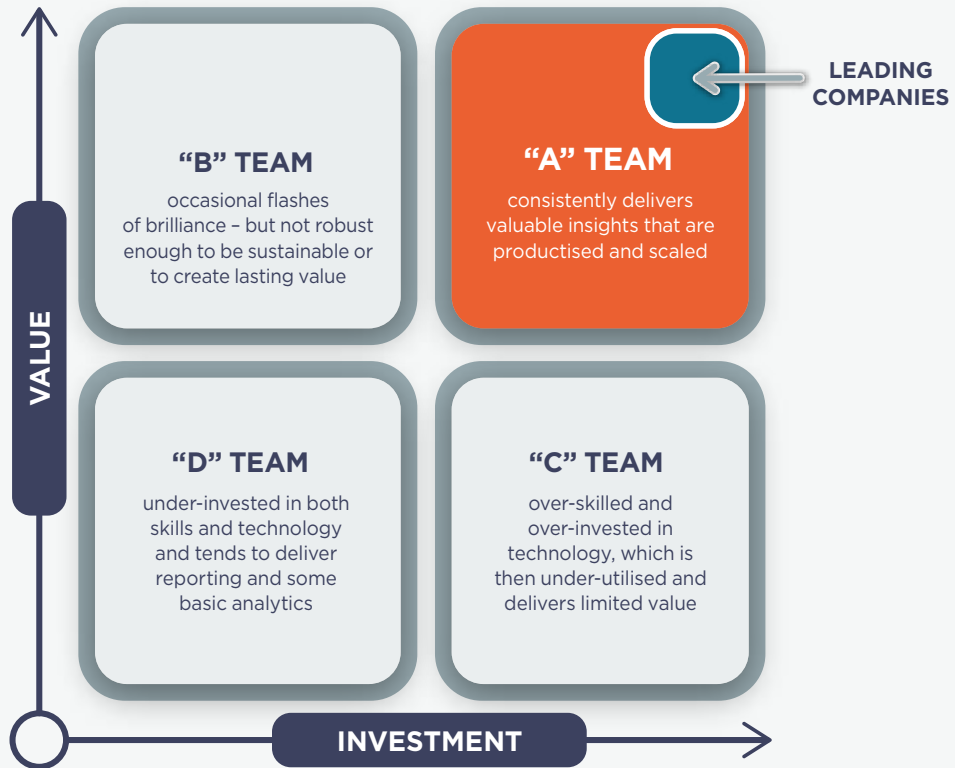 LEADING
COMPANIES
“B” TEAM
occasional flashes
of brilliance – but not robust
enough to be sustainable or
to create lasting value
“A” TEAM
consistently delivers
valuable insights that are
productised and scaled
VALUE
“D” TEAM
under-invested in both
skills and technology
and tends to deliver
reporting and some
basic analytics
“C” TEAM
over-skilled and
over-invested in
technology, which is
then under-utilised and
delivers limited value
INVESTMENT